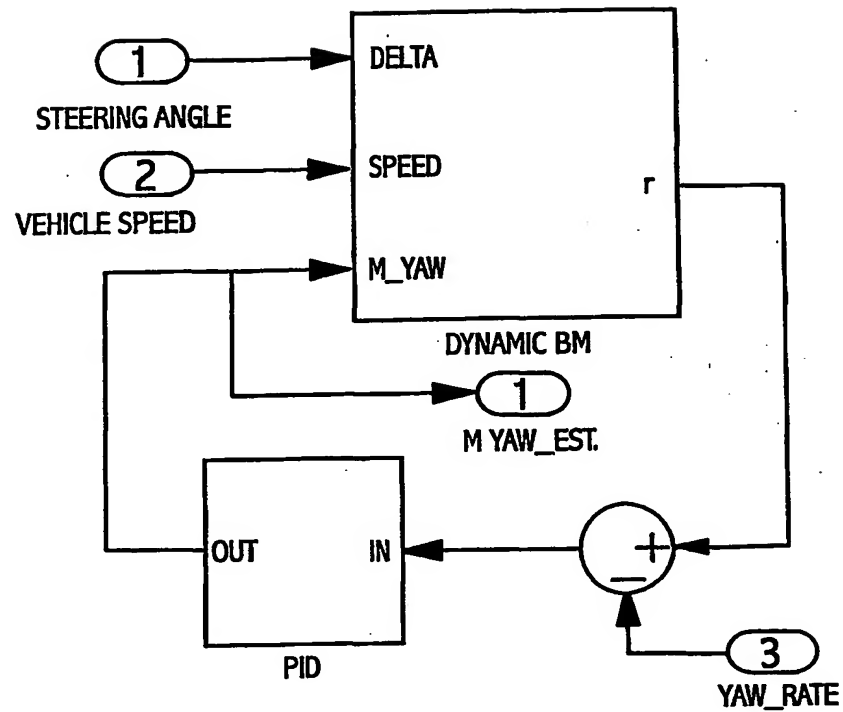 1
STEERING ANGLE
2
VEHICLE SPEED
DELTA
SPEED
M_YAW
r
DYNAMIC BM
1
M YAW_EST.
OUT
IN
PID
+
—
3
YAW_RATE